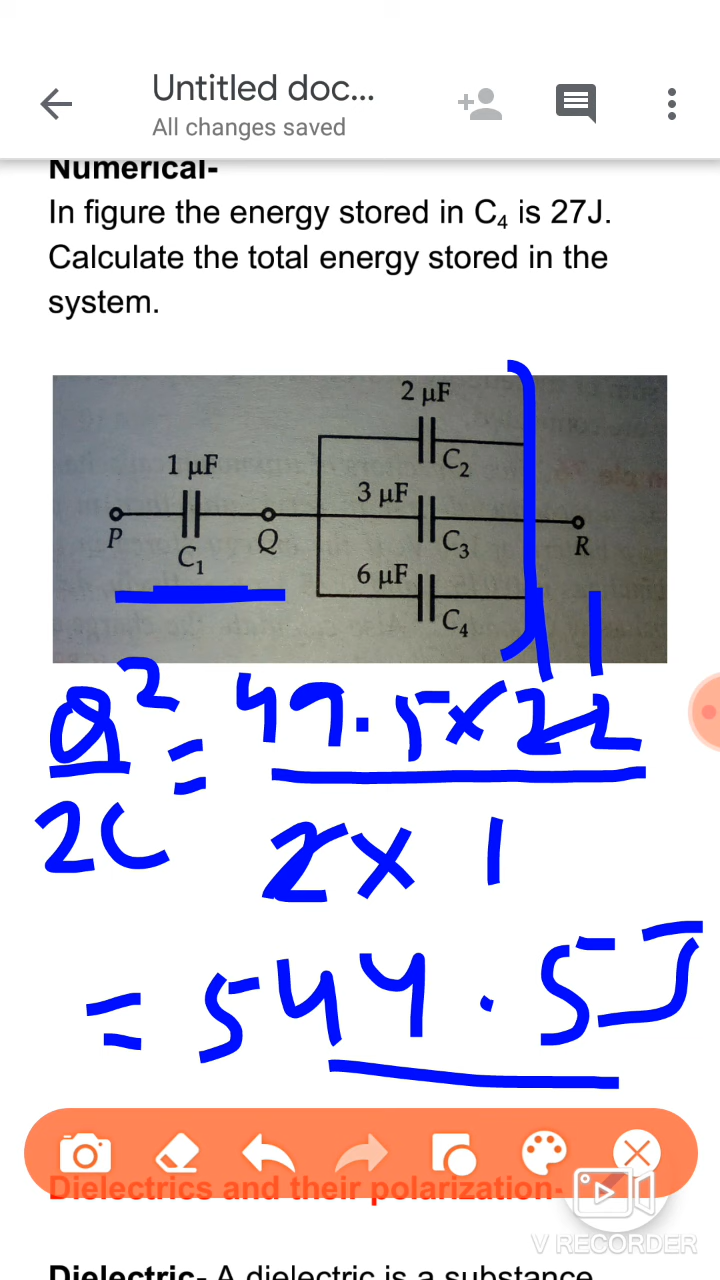 Untitled doc...
All changes saved
Numerical-
In figure the energy stored in C₄ is 27J.
Calculate the total energy stored in the
system.
2 μF
C₂
1 μF
3 μF
P
Q
C₁
C₃
R
6 μF
C₄
Q² = 49.5×22
2C 2×1
= 544.5J
Dielectrics and their polarization-
V RECORDER
Dielectric- A dielectric is a substance